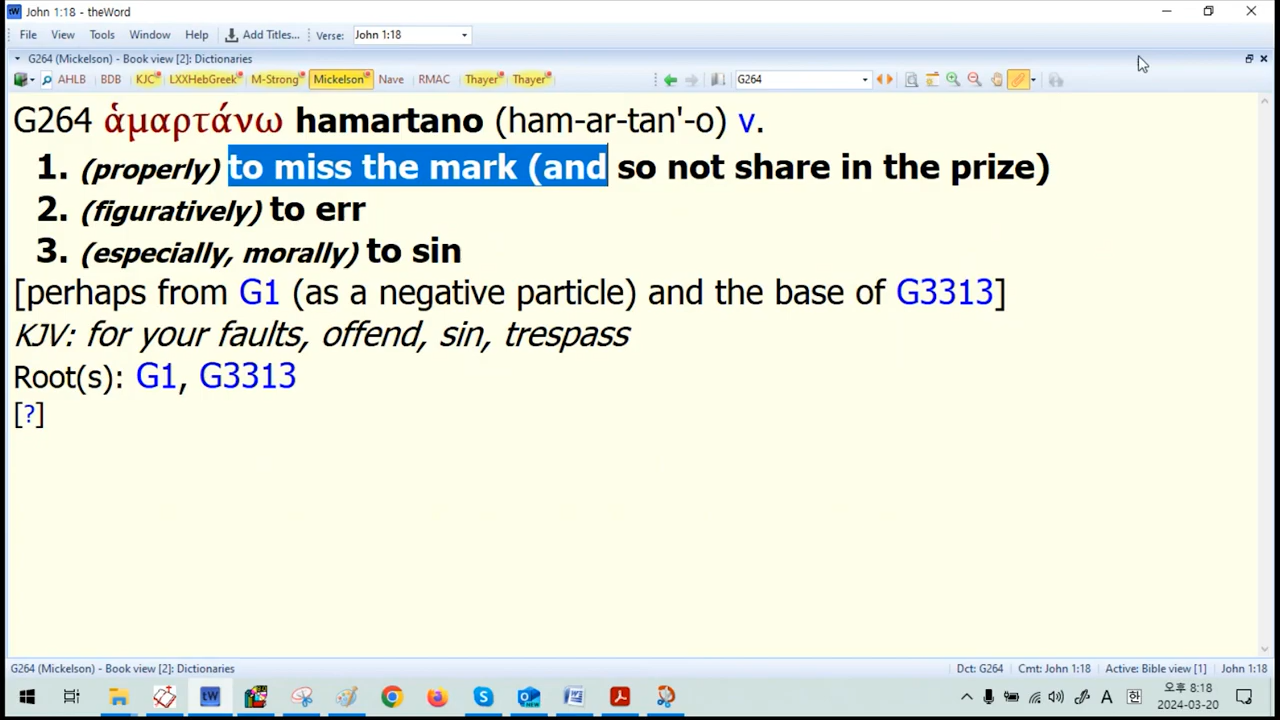 John 1:18 - theWord
File View Tools Window Help Add Titles... Verse: John 1:18
G264 (Mickelson) - Book view [2]: Dictionaries
AHLB BDB KJC LXXHebGreek M-Strong Mickelson Nave RMAC Thayer Thayer G264
G264 ἁμαρτάνω hamartano (ham-ar-tan'-o) v.
1. (properly) to miss the mark (and so not share in the prize)
2. (figuratively) to err
3. (especially, morally) to sin
[perhaps from G1 (as a negative particle) and the base of G3313]
KJV: for your faults, offend, sin, trespass
Root(s): G1, G3313
[?]
G264 (Mickelson) - Book view [2]: Dictionaries Dct: G264 Cmt: John 1:18 Active: Bible view [1] John 1:18
오후 8:18
2024-03-20